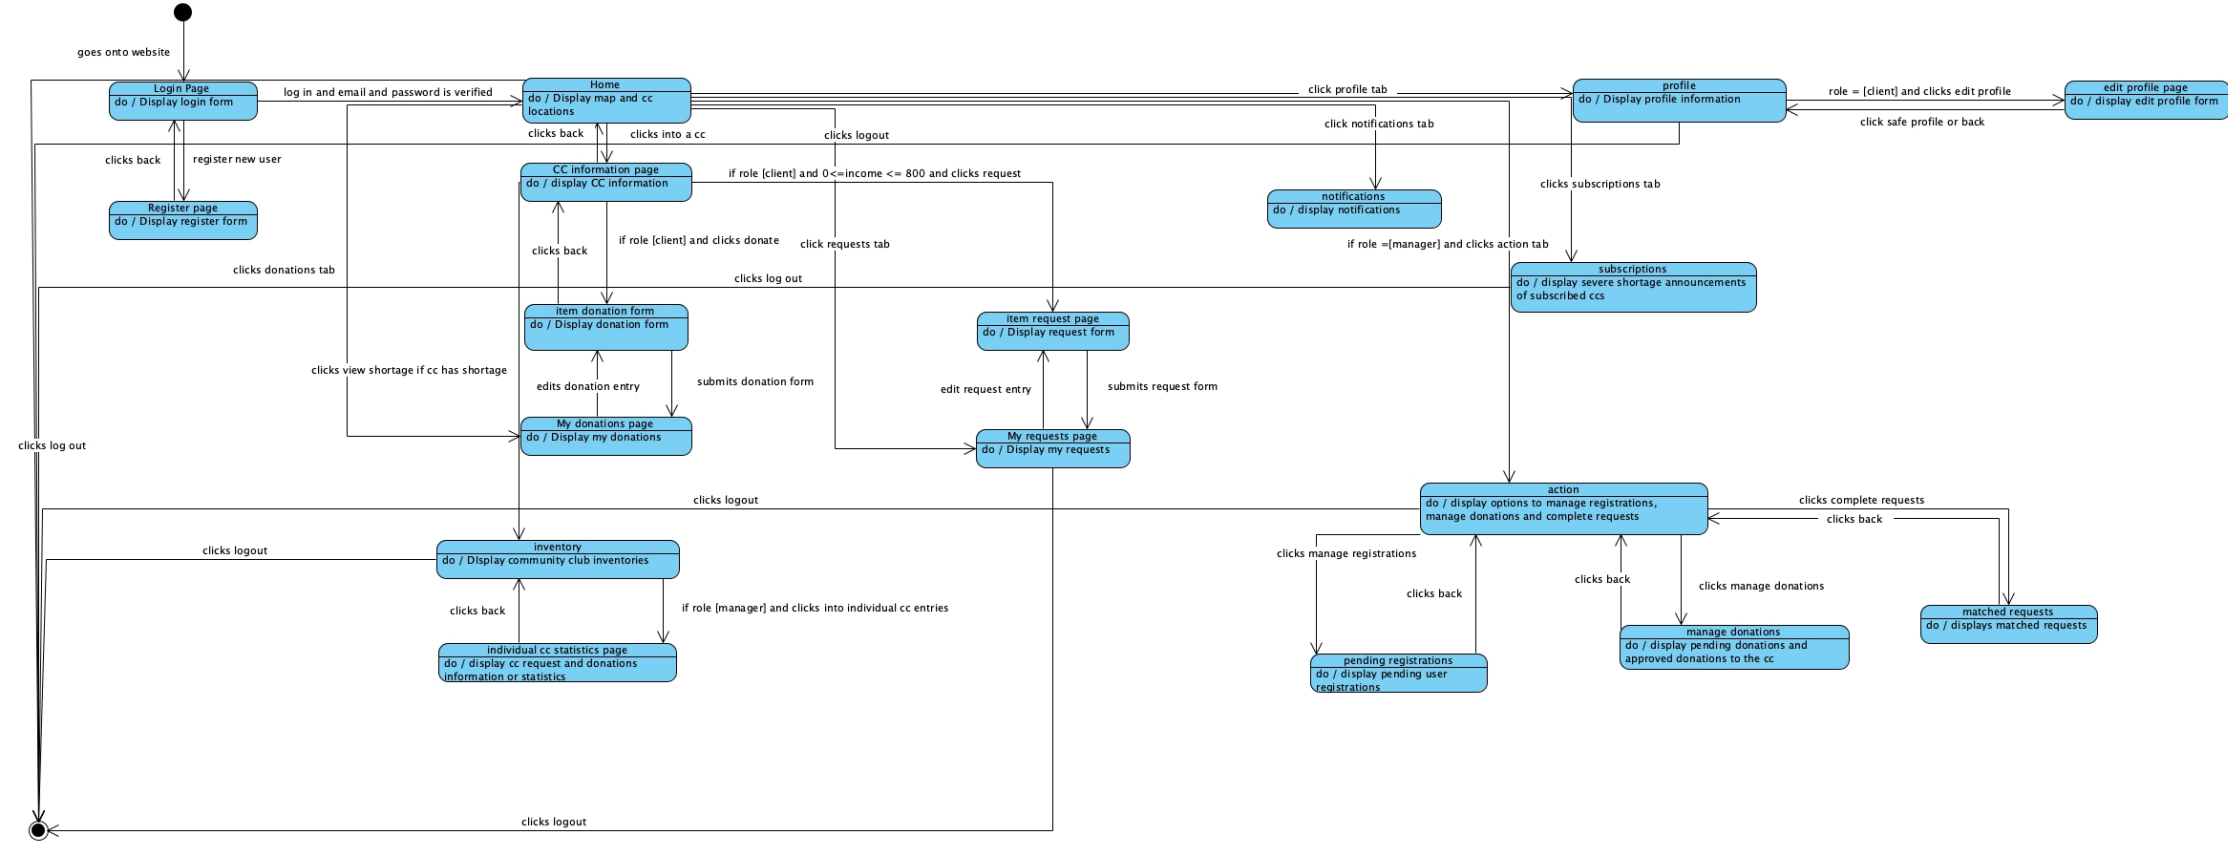 goes onto website
Login Page
do / Display login form
log in and email and password is verified
Home
do / Display map and cc
locations
click profile tab
profile
do / Display profile information
role = [client] and clicks edit profile
edit profile page
do / display edit profile form
click safe profile or back
clicks back
register new user
clicks back
clicks into a cc
clicks logout
click notifications tab
Register page
do / Display register form
CC information page
do / display CC information
if role [client] and 0<=income <= 800 and clicks request
notifications
do / display notifications
clicks subscriptions tab
clicks back
if role [client] and clicks donate
click requests tab
if role =[manager] and clicks action tab
clicks donations tab
clicks log out
subscriptions
do / display severe shortage announcements
of subscribed ccs
item donation form
do / Display donation form
item request page
do / Display request form
clicks view shortage if cc has shortage
edits donation entry
submits donation form
edit request entry
submits request form
My donations page
do / Display my donations
My requests page
do / Display my requests
clicks log out
clicks logout
action
do / display options to manage registrations,
manage donations and complete requests
clicks complete requests
clicks back
clicks logout
inventory
do / DIsplay community club inventories
clicks manage registrations
clicks back
clicks back
clicks manage donations
clicks back
if role [manager] and clicks into individual cc entries
matched requests
do / displays matched requests
individual cc statistics page
do / display cc request and donations
information or statistics
pending registrations
do / display pending user
registrations
manage donations
do / display pending donations and
approved donations to the cc
clicks logout